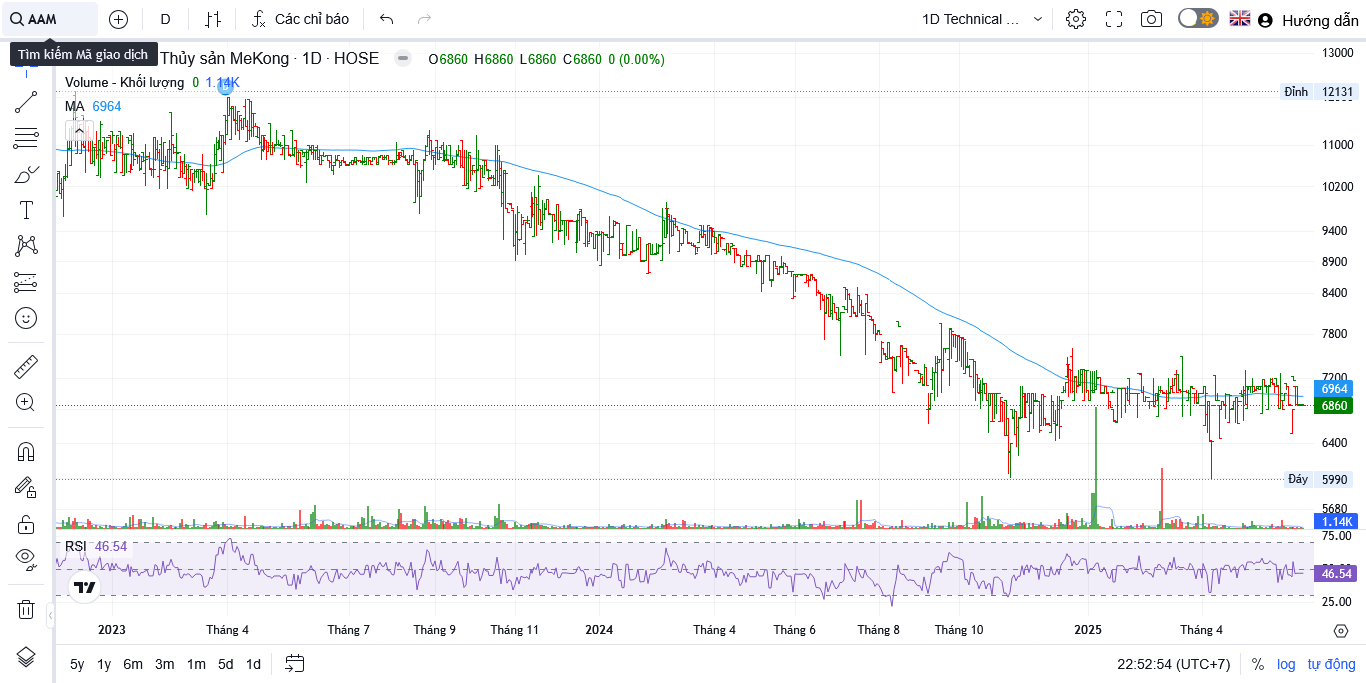 AAM D Các chỉ báo 1D Technical ... Hướng dẫn
Tìm kiếm Mã giao dịch
Thủy sản MeKong · 1D · HOSE O6860 H6860 L6860 C6860 0 (0.00%)
Volume - Khối lượng 0 1.14K
MA 6964
13000
Đỉnh 12131
11000
10200
9400
8900
8400
7800
7200
6964
6860
6400
Đáy 5990
5680
1.14K
RSI 46.54
75.00
46.54
25.00
2023 Tháng 4 Tháng 7 Tháng 9 Tháng 11 2024 Tháng 4 Tháng 6 Tháng 8 Tháng 10 2025 Tháng 4
5y 1y 6m 3m 1m 5d 1d 22:52:54 (UTC+7) % log tự động